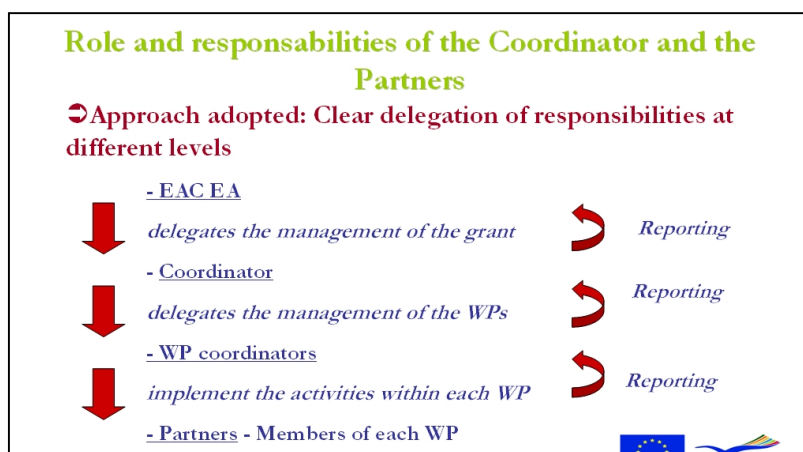 Role and responsabilities of the Coordinator and the
Partners
➲Approach adopted: Clear delegation of responsibilities at
different levels
- EAC EA
delegates the management of the grant
Reporting
- Coordinator
Reporting
delegates the management of the WPs
- WP coordinators
implement the activities within each WP
Reporting
- Partners - Members of each WP